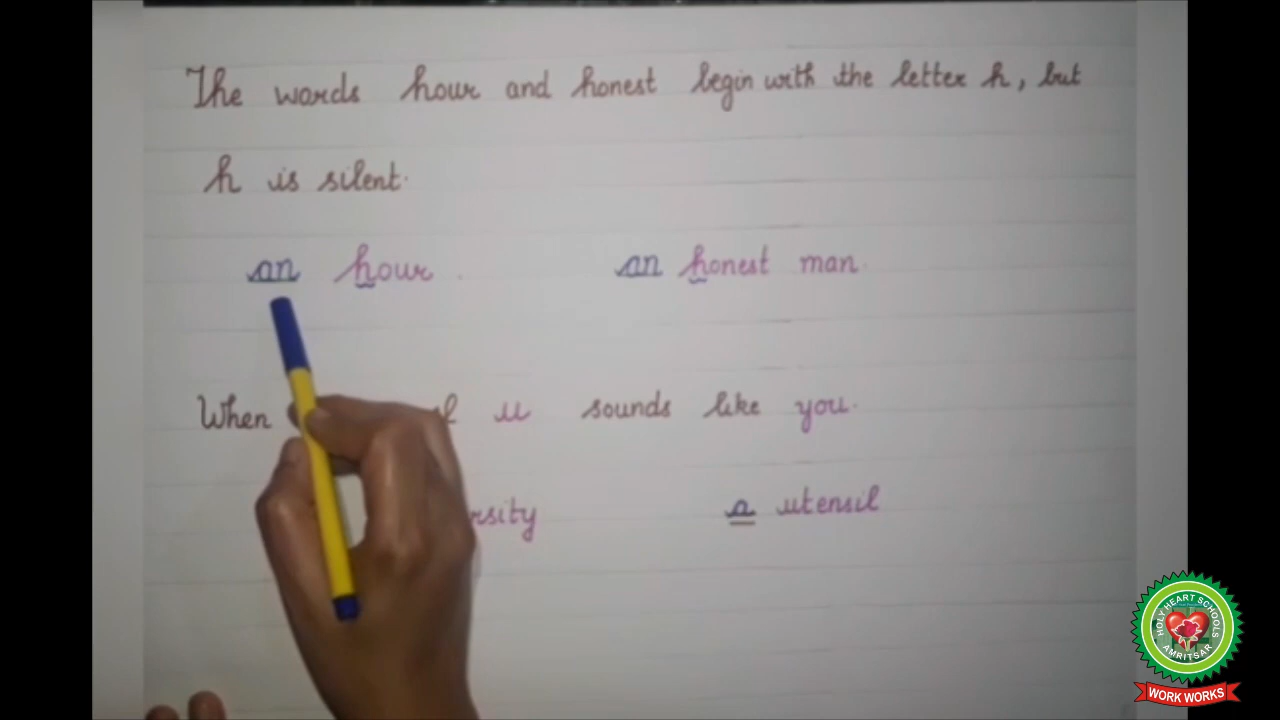 The words hour and honest begin with the letter h, but
h is silent.
an hour. an honest man.
When sounds like you.
rsity a utensil
HOLY HEART SCHOOLS
AMRITSAR
WORK WORKS